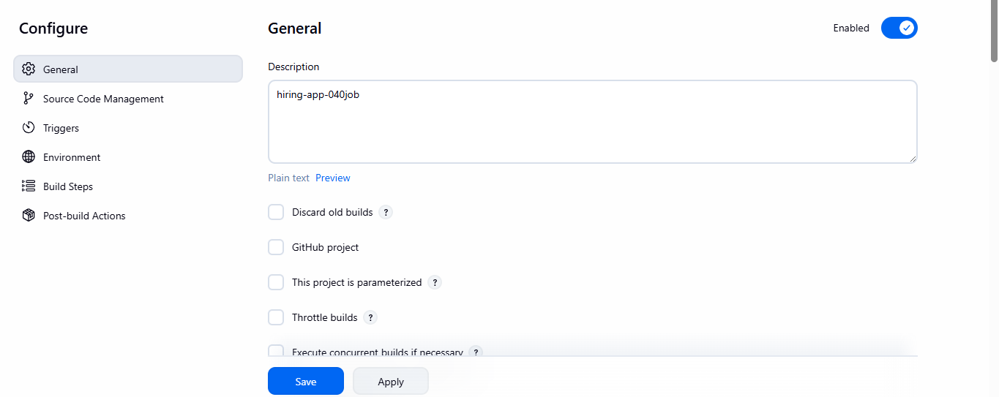 Configure
General
Source Code Management
Triggers
Environment
Build Steps
Post-build Actions
General
Enabled
Description
hiring-app-040job
Plain text Preview
Discard old builds ?
GitHub project
This project is parameterized ?
Throttle builds ?
Execute concurrent builds if necessary ?
Save Apply